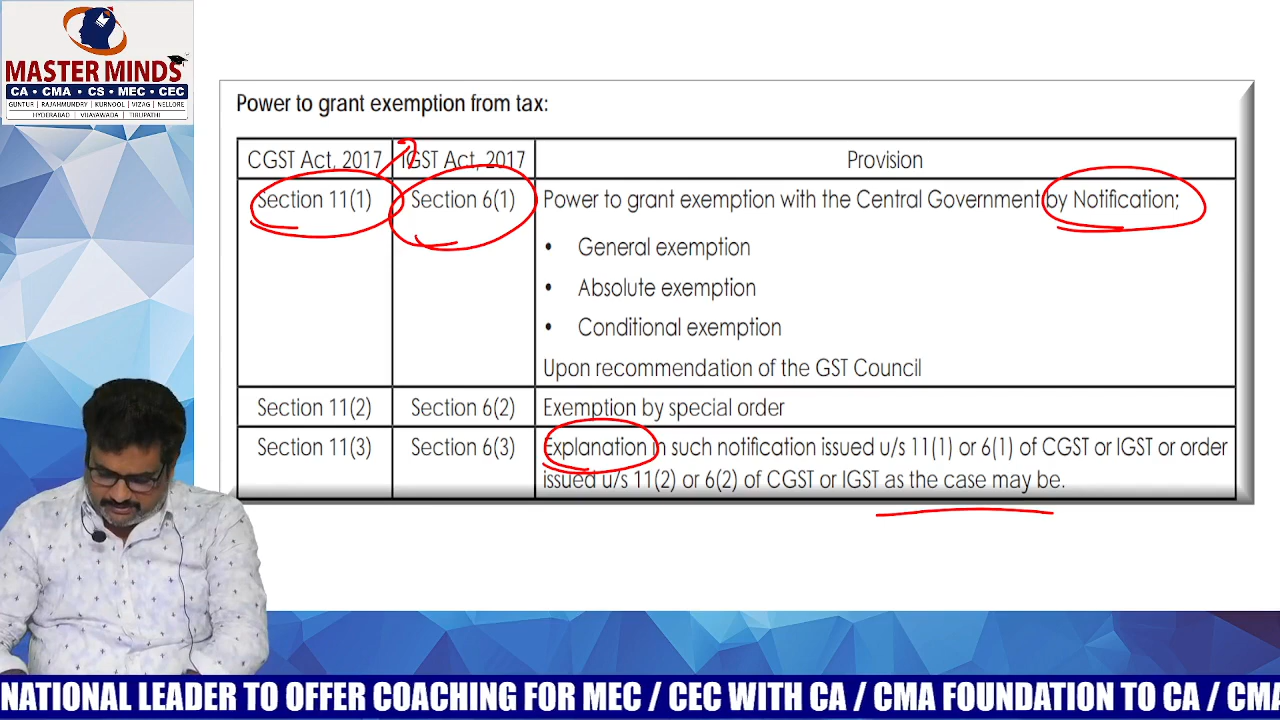 MASTER MINDS
CA • CMA • CS • MEC • CEC
GUNTUR | RAJAHMUNDRY | KURNOOL | VIZAG | NELLORE
HYDERABAD | VIJAYAWADA | TIRUPATHI
Power to grant exemption from tax:
CGST Act, 2017 IGST Act, 2017 Provision
Section 11(1) Section 6(1) Power to grant exemption with the Central Government by Notification;
• General exemption
• Absolute exemption
• Conditional exemption
Upon recommendation of the GST Council
Section 11(2) Section 6(2) Exemption by special order
Section 11(3) Section 6(3) Explanation in such notification issued u/s 11(1) or 6(1) of CGST or IGST or order
issued u/s 11(2) or 6(2) of CGST or IGST as the case may be.
NATIONAL LEADER TO OFFER COACHING FOR MEC / CEC WITH CA / CMA FOUNDATION TO CA / CMA